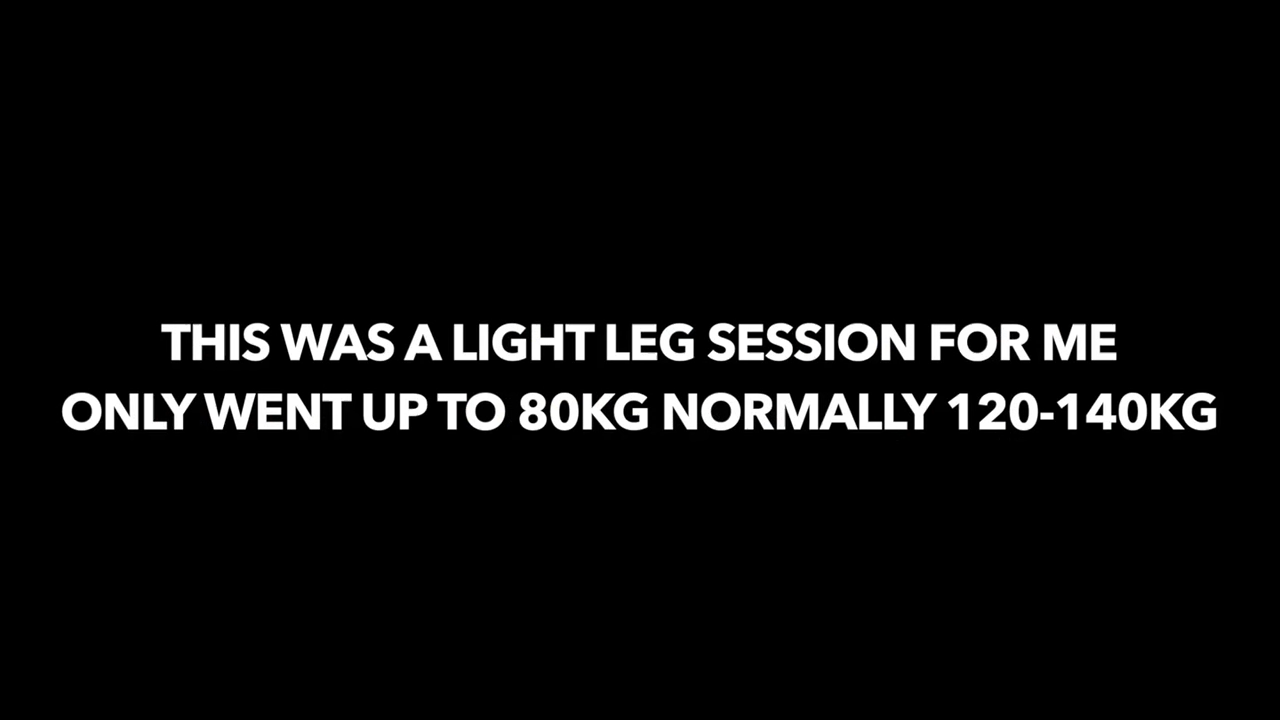 THIS WAS A LIGHT LEG SESSION FOR ME
ONLY WENT UP TO 80KG NORMALLY 120-140KG